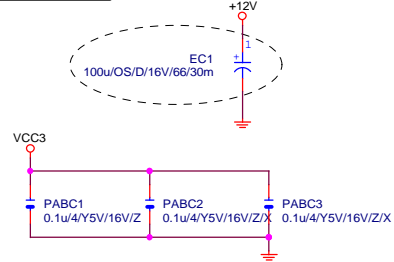 +12V
1
+
EC1
100u/OS/D/16V/66/30m
VCC3
PABC1
0.1u/4/Y5V/16V/Z
PABC2
0.1u/4/Y5V/16V/Z/X
PABC3
0.1u/4/Y5V/16V/Z/X